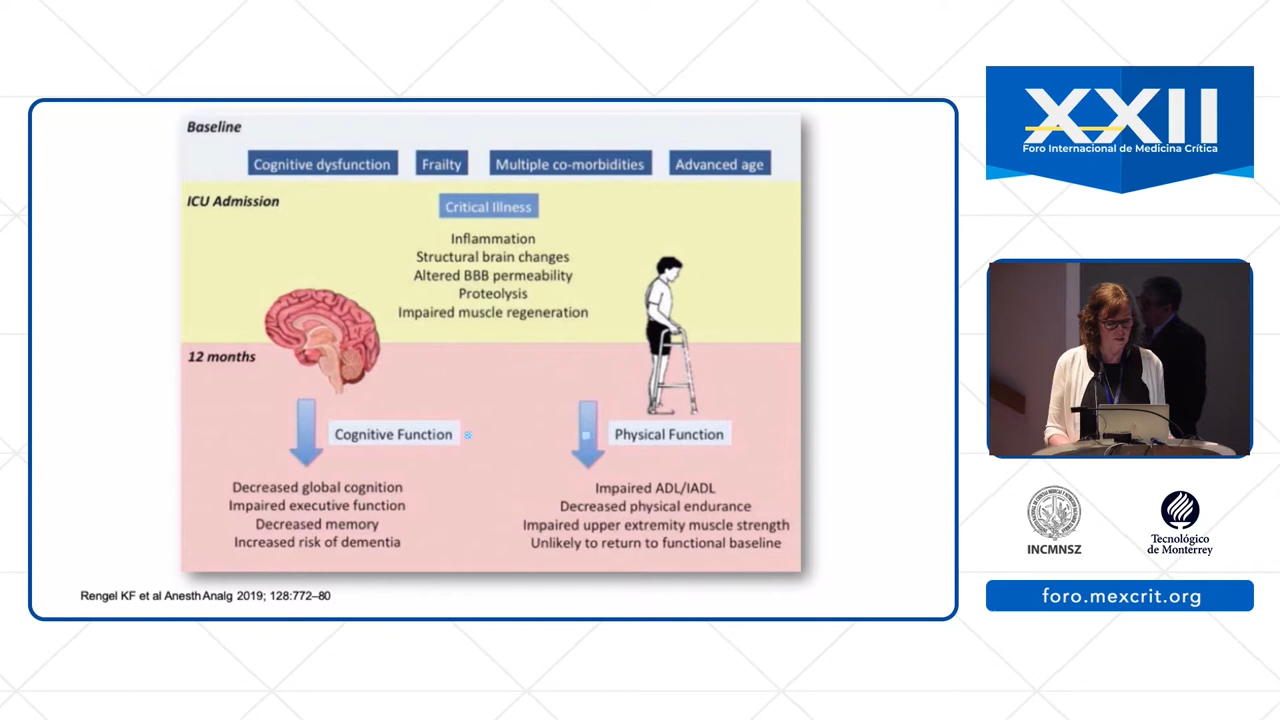 Baseline
Cognitive dysfunction
Frailty
Multiple co-morbidities
Advanced age
ICU Admission
Critical Illness
Inflammation
Structural brain changes
Altered BBB permeability
Proteolysis
Impaired muscle regeneration
12 months
Cognitive Function
Physical Function
Decreased global cognition
Impaired executive function
Decreased memory
Increased risk of dementia
Impaired ADL/IADL
Decreased physical endurance
Impaired upper extremity muscle strength
Unlikely to return to functional baseline
Rengel KF et al Anesth Analg 2019; 128:772–80
XXII
Foro Internacional de Medicina Crítica
INCMNSZ
Tecnológico
de Monterrey
foro.mexcrit.org